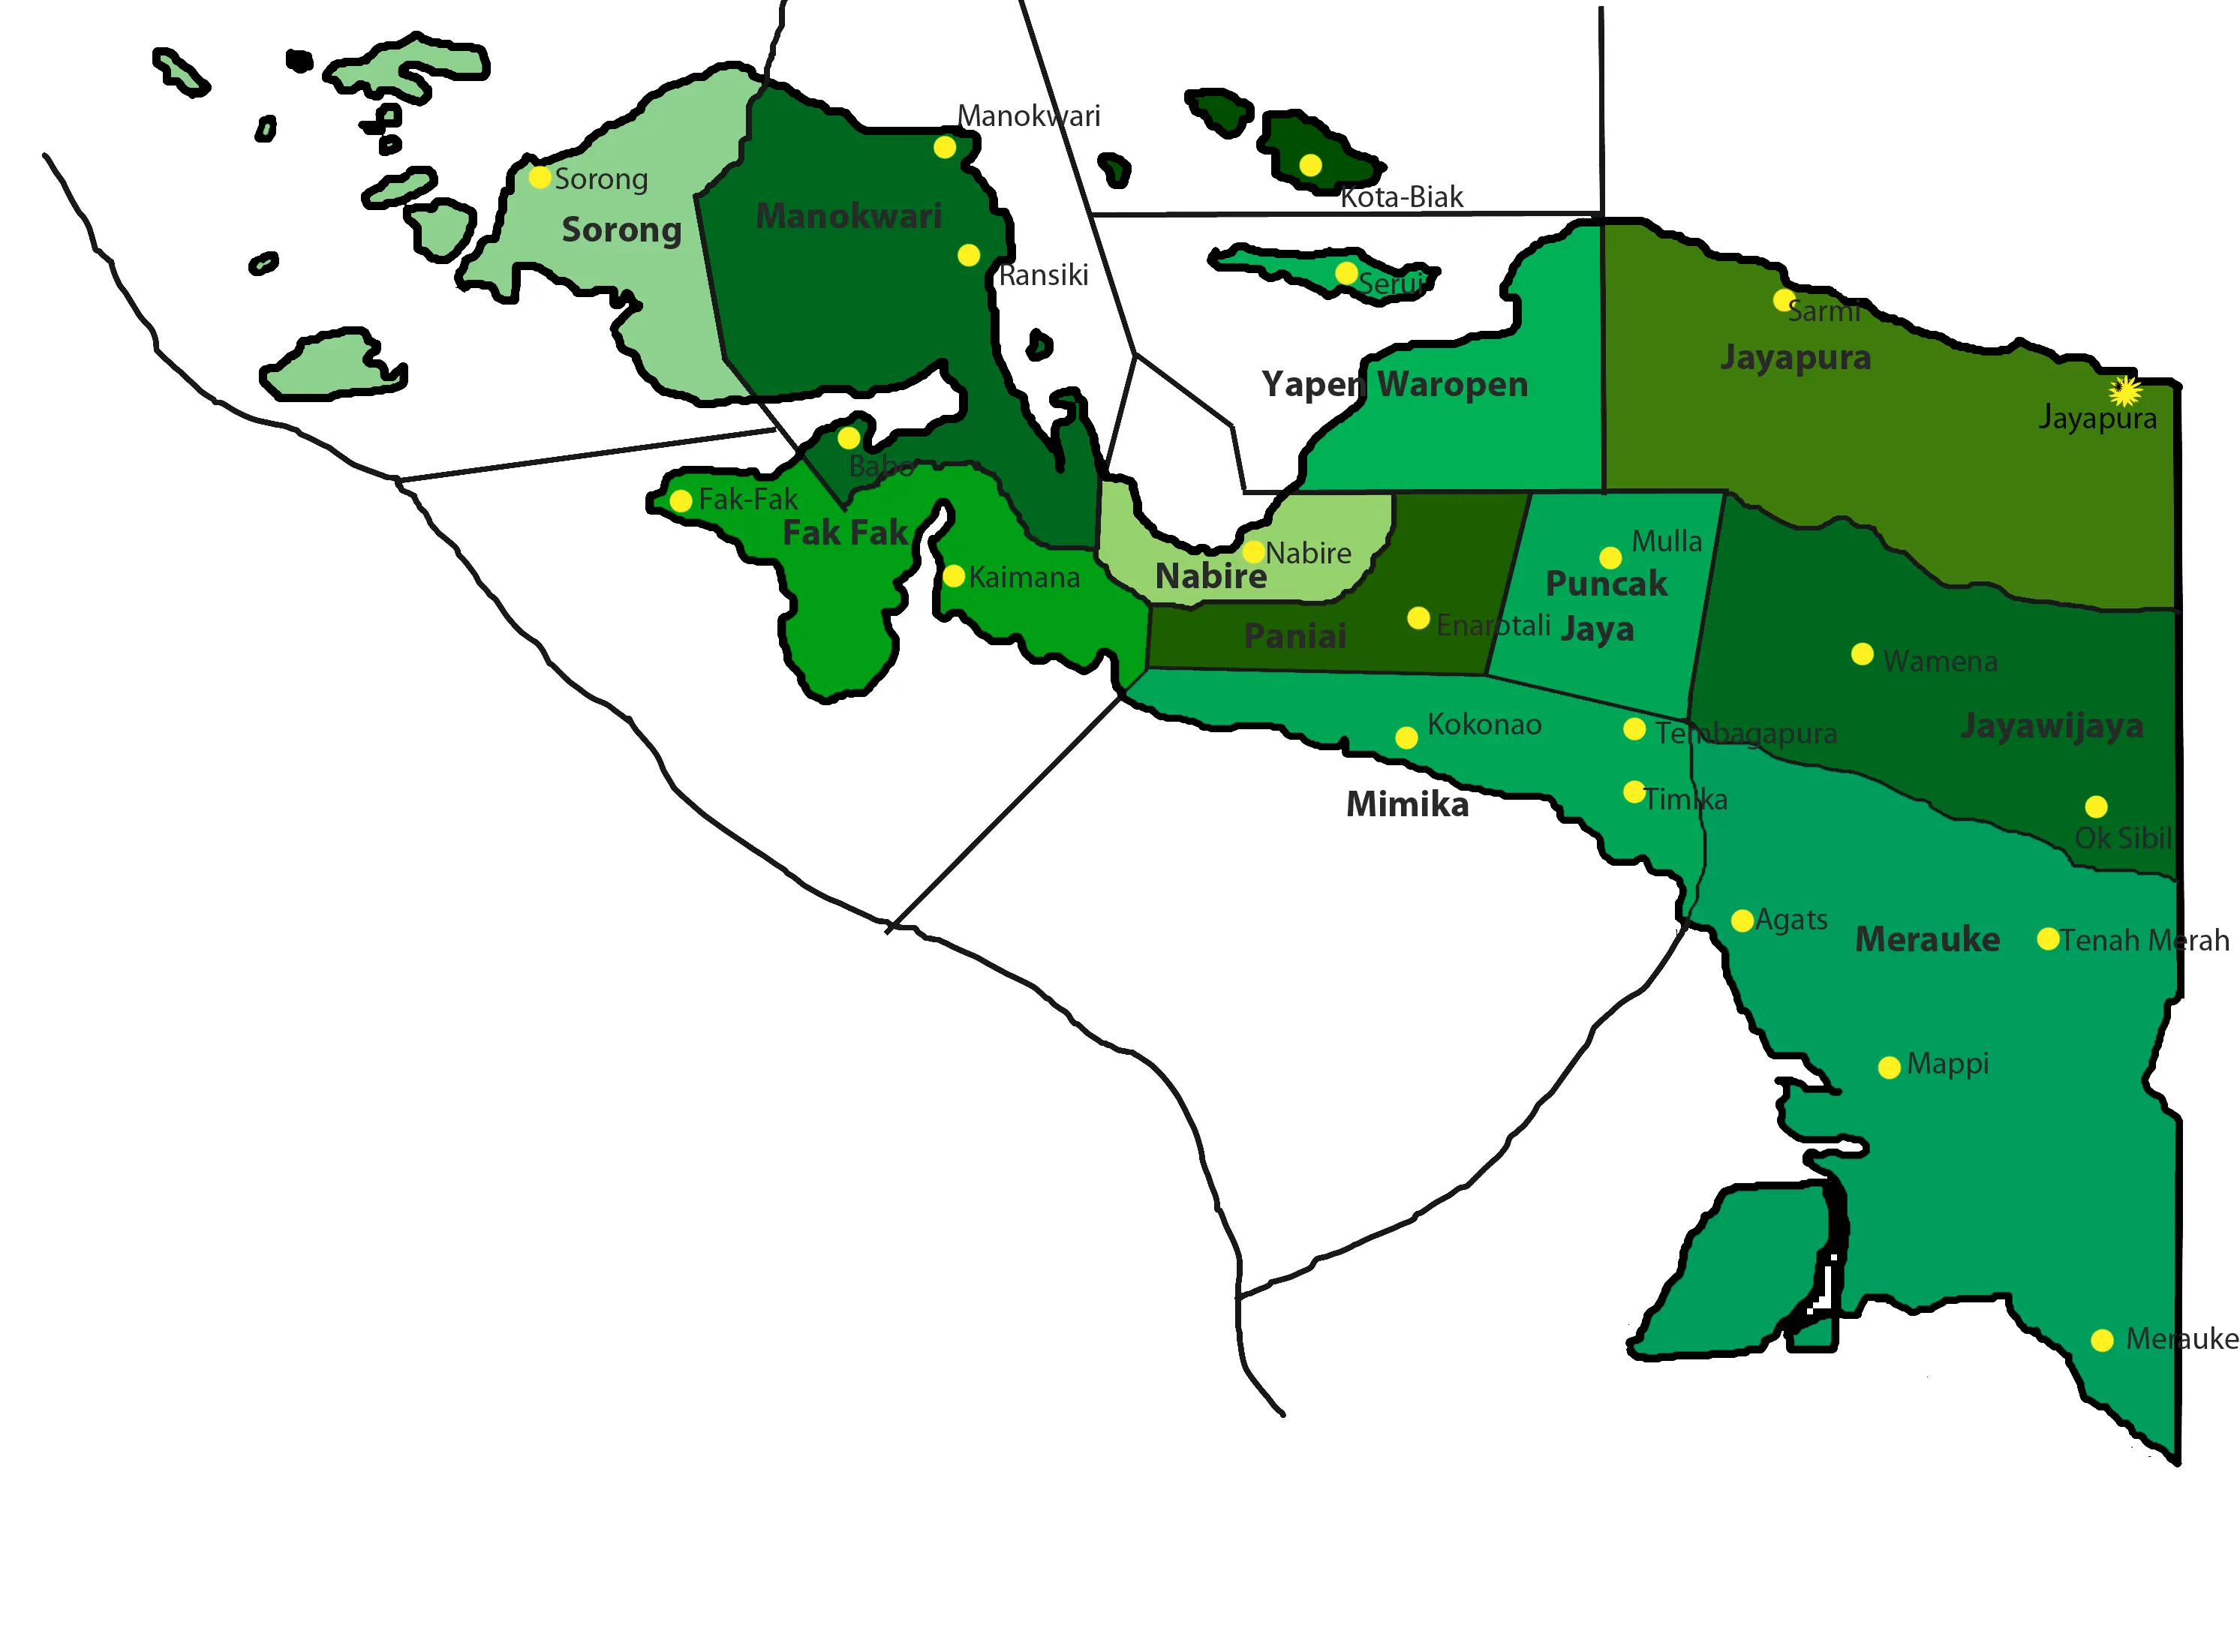 Manokwari
Sorong
Kota-Biak
Sorong
Manokwari
Ransiki
Serui
Sarmi
Jayapura
Yapen Waropen
Jayapura
Babo
Fak-Fak
Fak Fak
Mulla
Nabire
Kaimana
Nabire
Puncak
Jaya
Enarotali
Paniai
Wamena
Kokonao
Tembagapura
Jayawijaya
Timika
Mimika
Ok Sibil
Agats
Merauke
Tenah Merah
Mappi
Merauke